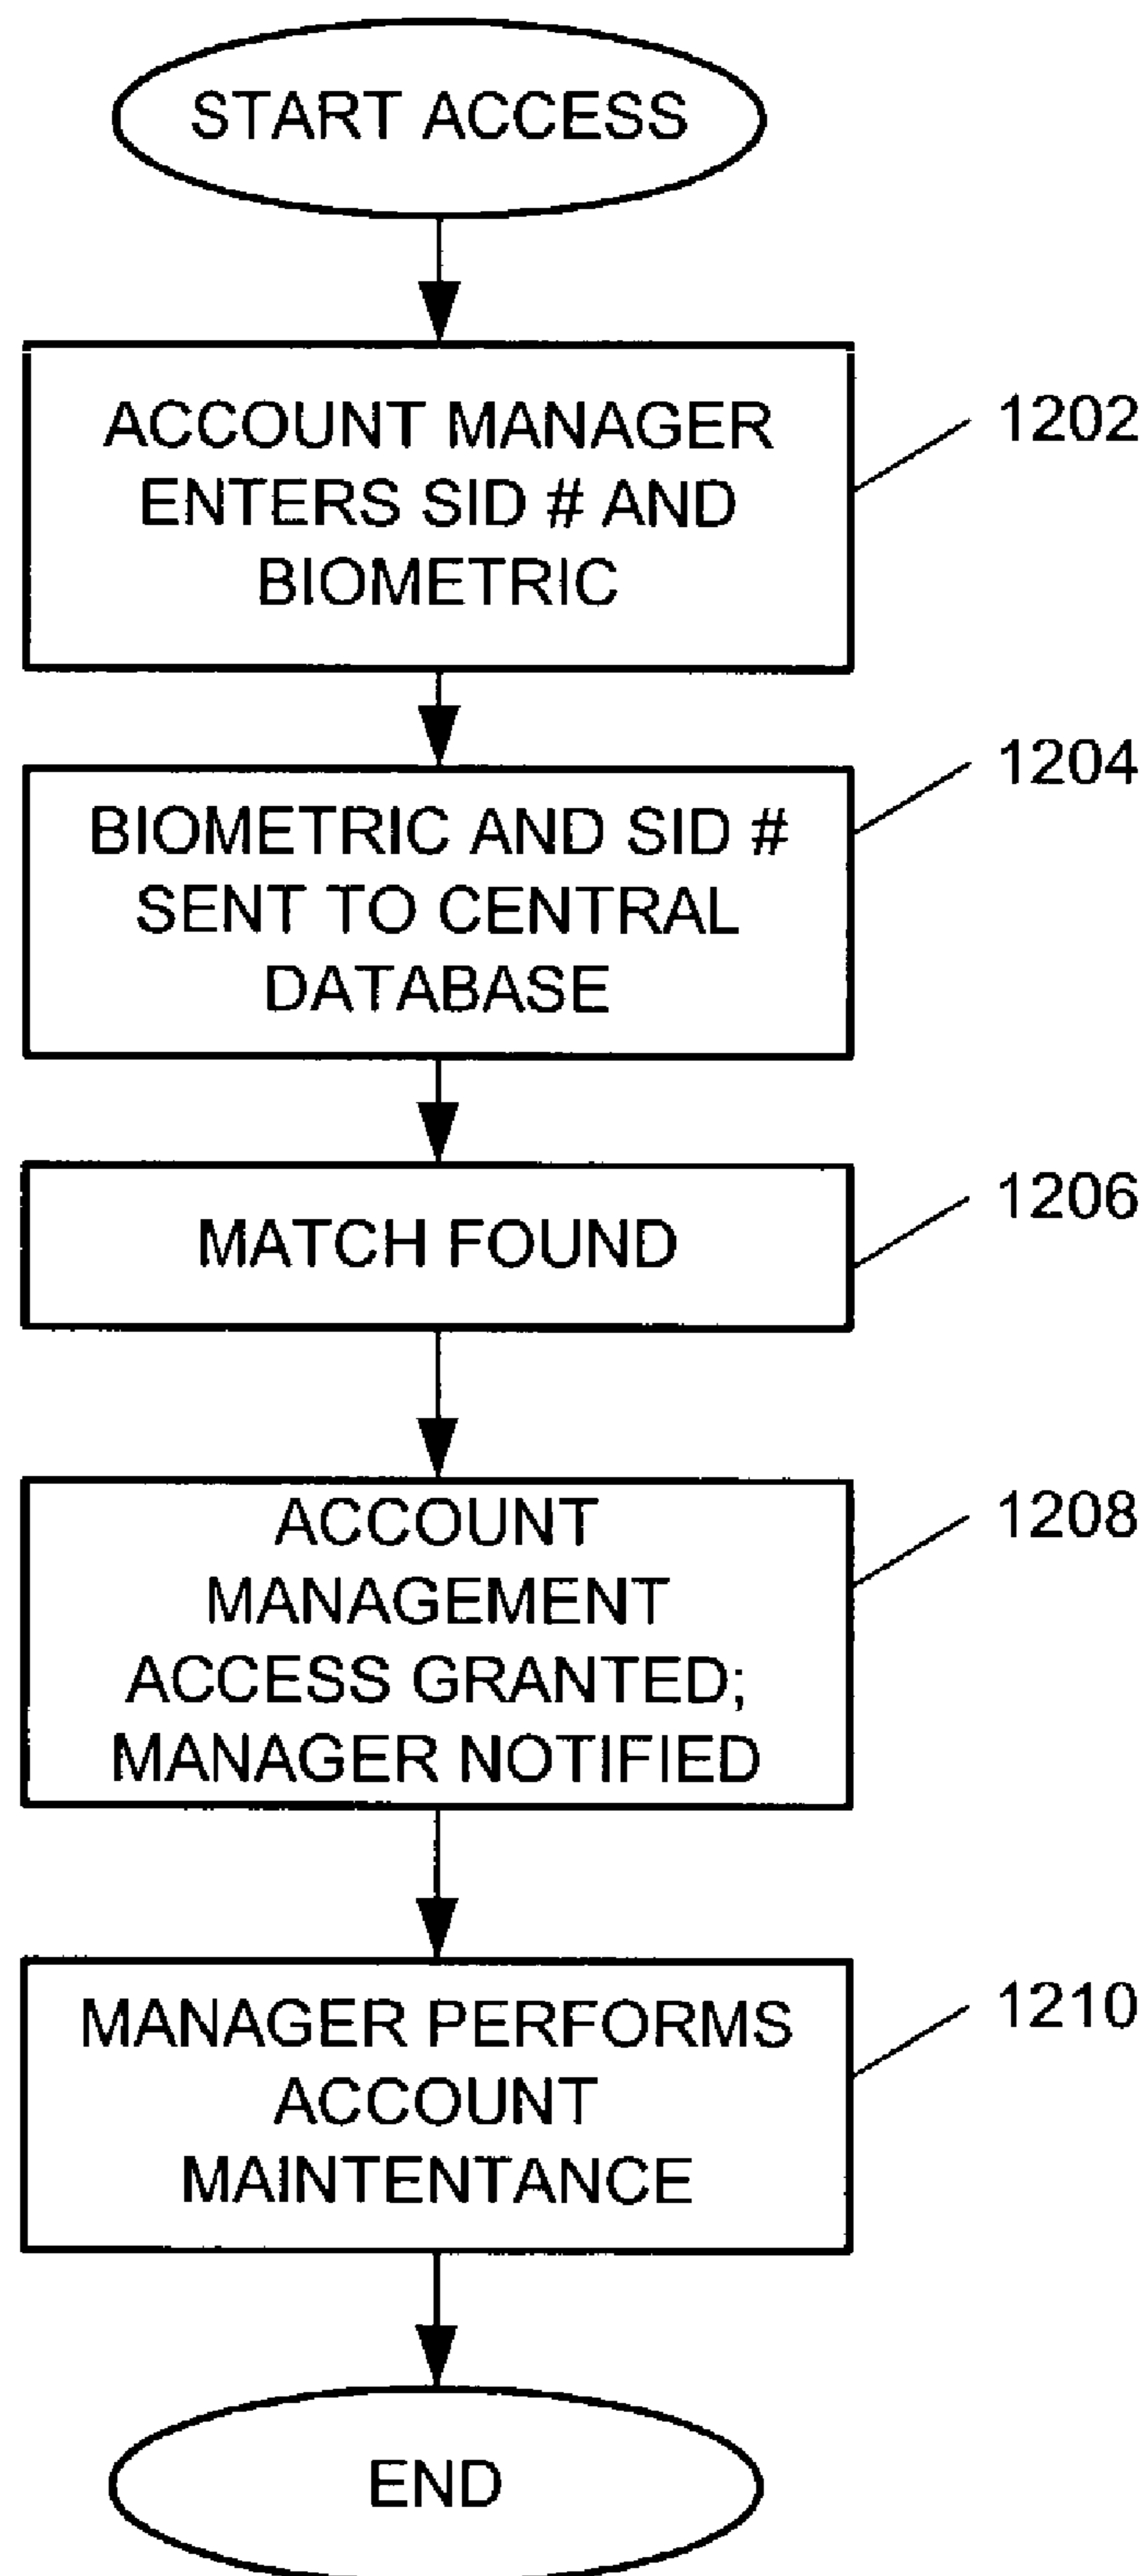 START ACCESS
ACCOUNT MANAGER
ENTERS SID # AND
BIOMETRIC
1202
BIOMETRIC AND SID #
SENT TO CENTRAL
DATABASE
1204
MATCH FOUND
1206
ACCOUNT
MANAGEMENT
ACCESS GRANTED;
MANAGER NOTIFIED
1208
MANAGER PERFORMS
ACCOUNT
MAINTENTANCE
1210
END